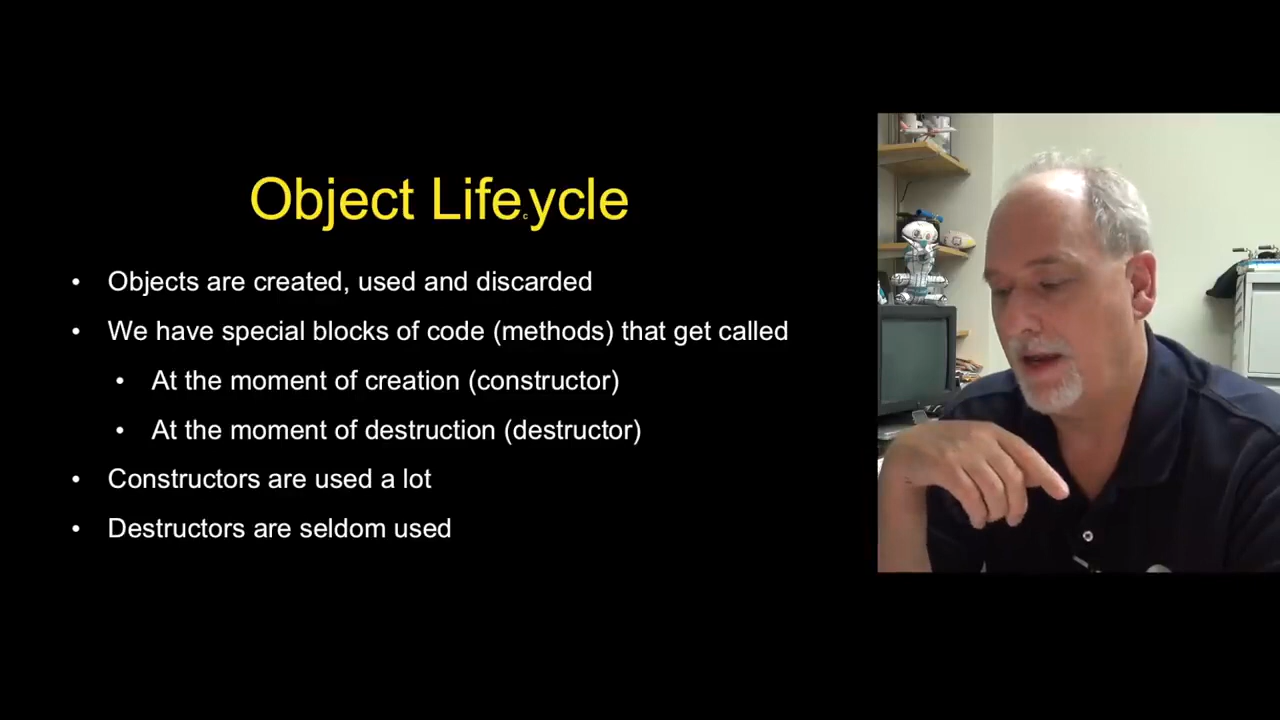 Object Lifecycle
• Objects are created, used and discarded
• We have special blocks of code (methods) that get called
• At the moment of creation (constructor)
• At the moment of destruction (destructor)
• Constructors are used a lot
• Destructors are seldom used